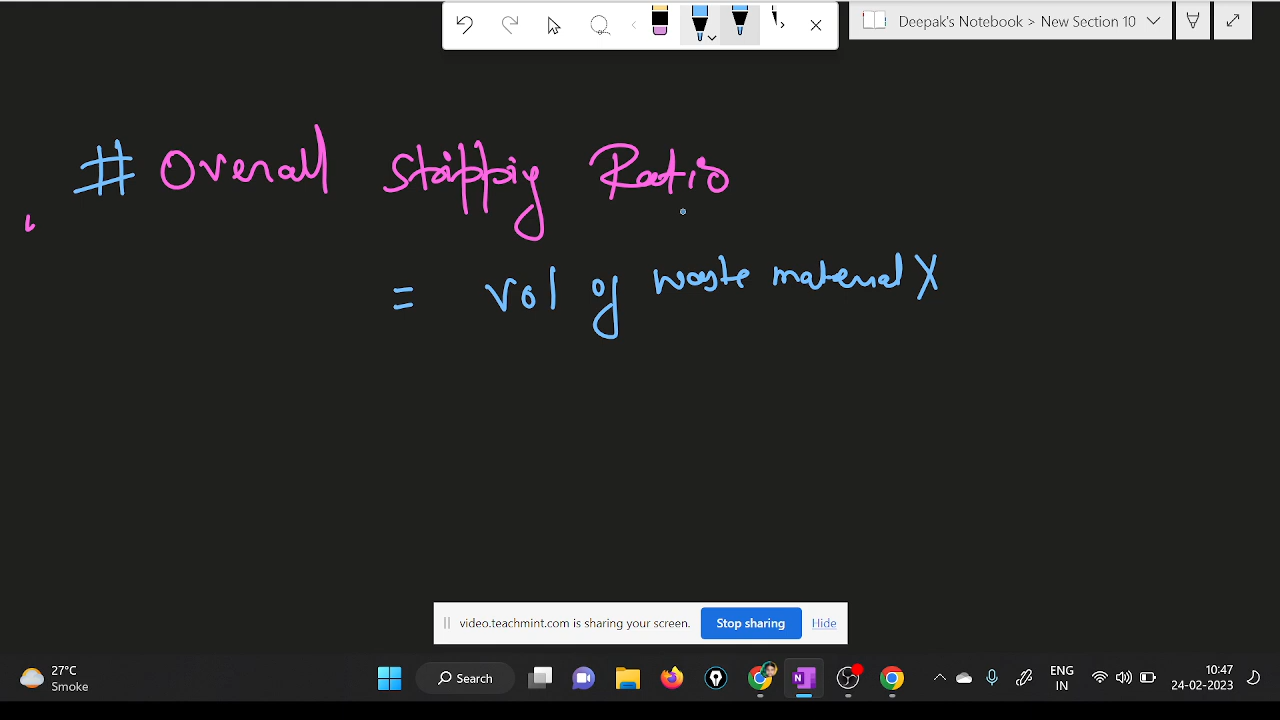 Deepak's Notebook > New Section 10
# Overall Stripping Ratio
= vol of waste material X
video.teachmint.com is sharing your screen. Stop sharing Hide
27°C
Smoke
Search
ENG
IN
10:47
24-02-2023